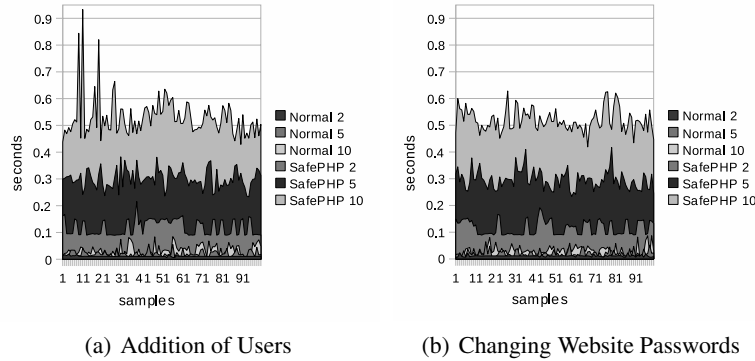 0.9
0.8
0.7
0.6
0.5
0.4
0.3
0.2
0.1
0
seconds
1 11 21 31 41 51 61 71 81 91
samples
Normal 2
Normal 5
Normal 10
SafePHP 2
SafePHP 5
SafePHP 10
(a) Addition of Users
0.9
0.8
0.7
0.6
0.5
0.4
0.3
0.2
0.1
0
seconds
1 11 21 31 41 51 61 71 81 91
samples
Normal 2
Normal 5
Normal 10
SafePHP 2
SafePHP 5
SafePHP 10
(b) Changing Website Passwords